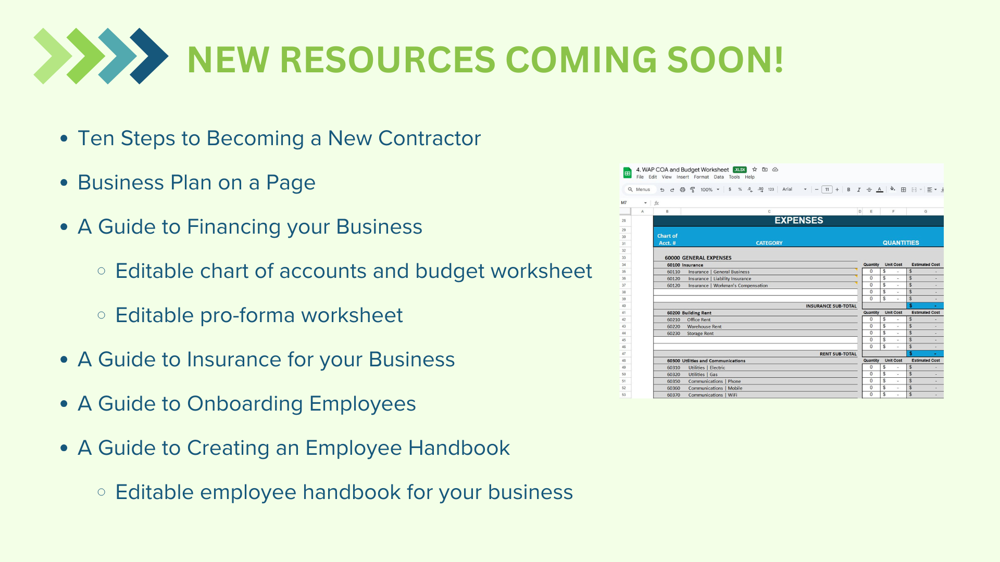 NEW RESOURCES COMING SOON!
• Ten Steps to Becoming a New Contractor
• Business Plan on a Page
• A Guide to Financing your Business
○ Editable chart of accounts and budget worksheet
○ Editable pro-forma worksheet
• A Guide to Insurance for your Business
• A Guide to Onboarding Employees
• A Guide to Creating an Employee Handbook
○ Editable employee handbook for your business
4. WAP COA and Budget Worksheet .XLSX
File Edit View Insert Format Data Tools Help
Menus 100% $ % .0 .00 123 Arial − 11 + B I A
M7 fx
A B C D E F G
28 EXPENSES
29
30 Chart of
31 Acct. # CATEGORY QUANTITIES
32
33 60000 GENERAL EXPENSES
34 60100 Insurance Quantity Unit Cost Estimated Cost
35 60110 Insurance | General Business 0 $ - $ -
36 60120 Insurance | Liability Insurance 0 $ - $ -
37 60120 Insurance | Workman's Compensation 0 $ - $ -
38 0 $ - $ -
39 0 $ - $ -
40 INSURANCE SUB-TOTAL $ -
41 60200 Building Rent Quantity Unit Cost Estimated Cost
42 60210 Office Rent 0 $ - $ -
43 60220 Warehouse Rent 0 $ - $ -
44 60230 Storage Rent 0 $ - $ -
45 0 $ - $ -
46 0 $ - $ -
47 RENT SUB-TOTAL $ -
48 60300 Utilities and Communications Quantity Unit Cost Estimated Cost
49 60310 Utilities | Electric 0 $ - $ -
50 60320 Utilities | Gas 0 $ - $ -
51 60350 Communications | Phone 0 $ - $ -
52 60360 Communications | Mobile 0 $ - $ -
53 60370 Communications | WiFi 0 $ - $ -